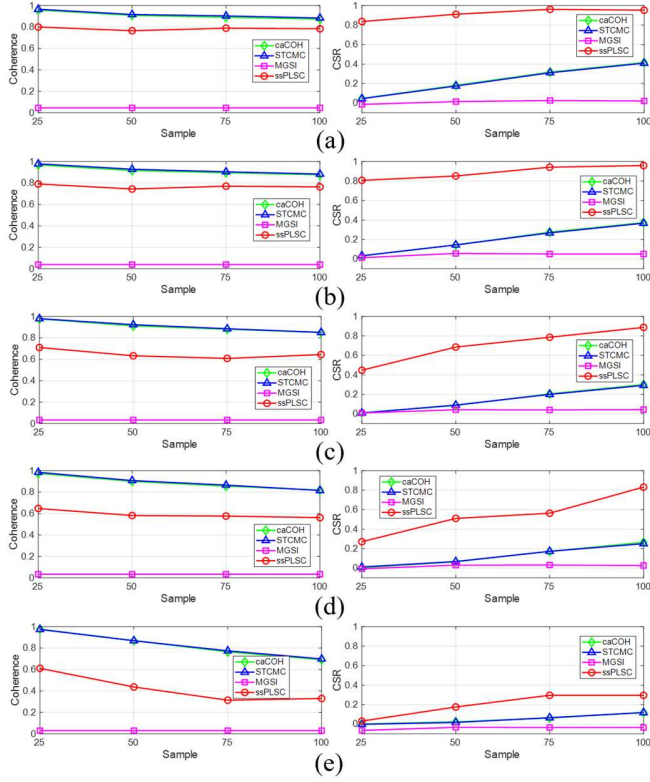 1
0.8
0.6
0.4
0.2
0
Coherence
caCOH
STCMC
MGSI
ssPLSC
25 50 75 100
Sample
1
0.8
0.6
0.4
0.2
0
CSR
caCOH
STCMC
MGSI
ssPLSC
25 50 75 100
Sample
(a)
1
0.8
0.6
0.4
0.2
0
Coherence
caCOH
STCMC
MGSI
ssPLSC
25 50 75 100
Sample
1
0.8
0.6
0.4
0.2
0
CSR
caCOH
STCMC
MGSI
ssPLSC
25 50 75 100
Sample
(b)
1
0.8
0.6
0.4
0.2
0
Coherence
caCOH
STCMC
MGSI
ssPLSC
25 50 75 100
Sample
1
0.8
0.6
0.4
0.2
0
CSR
caCOH
STCMC
MGSI
ssPLSC
25 50 75 100
Sample
(c)
1
0.8
0.6
0.4
0.2
0
Coherence
caCOH
STCMC
MGSI
ssPLSC
25 50 75 100
Sample
1
0.8
0.6
0.4
0.2
0
CSR
caCOH
STCMC
MGSI
ssPLSC
25 50 75 100
Sample
(d)
1
0.8
0.6
0.4
0.2
0
Coherence
caCOH
STCMC
MGSI
ssPLSC
25 50 75 100
Sample
1
0.8
0.6
0.4
0.2
0
CSR
caCOH
STCMC
MGSI
ssPLSC
25 50 75 100
Sample
(e)